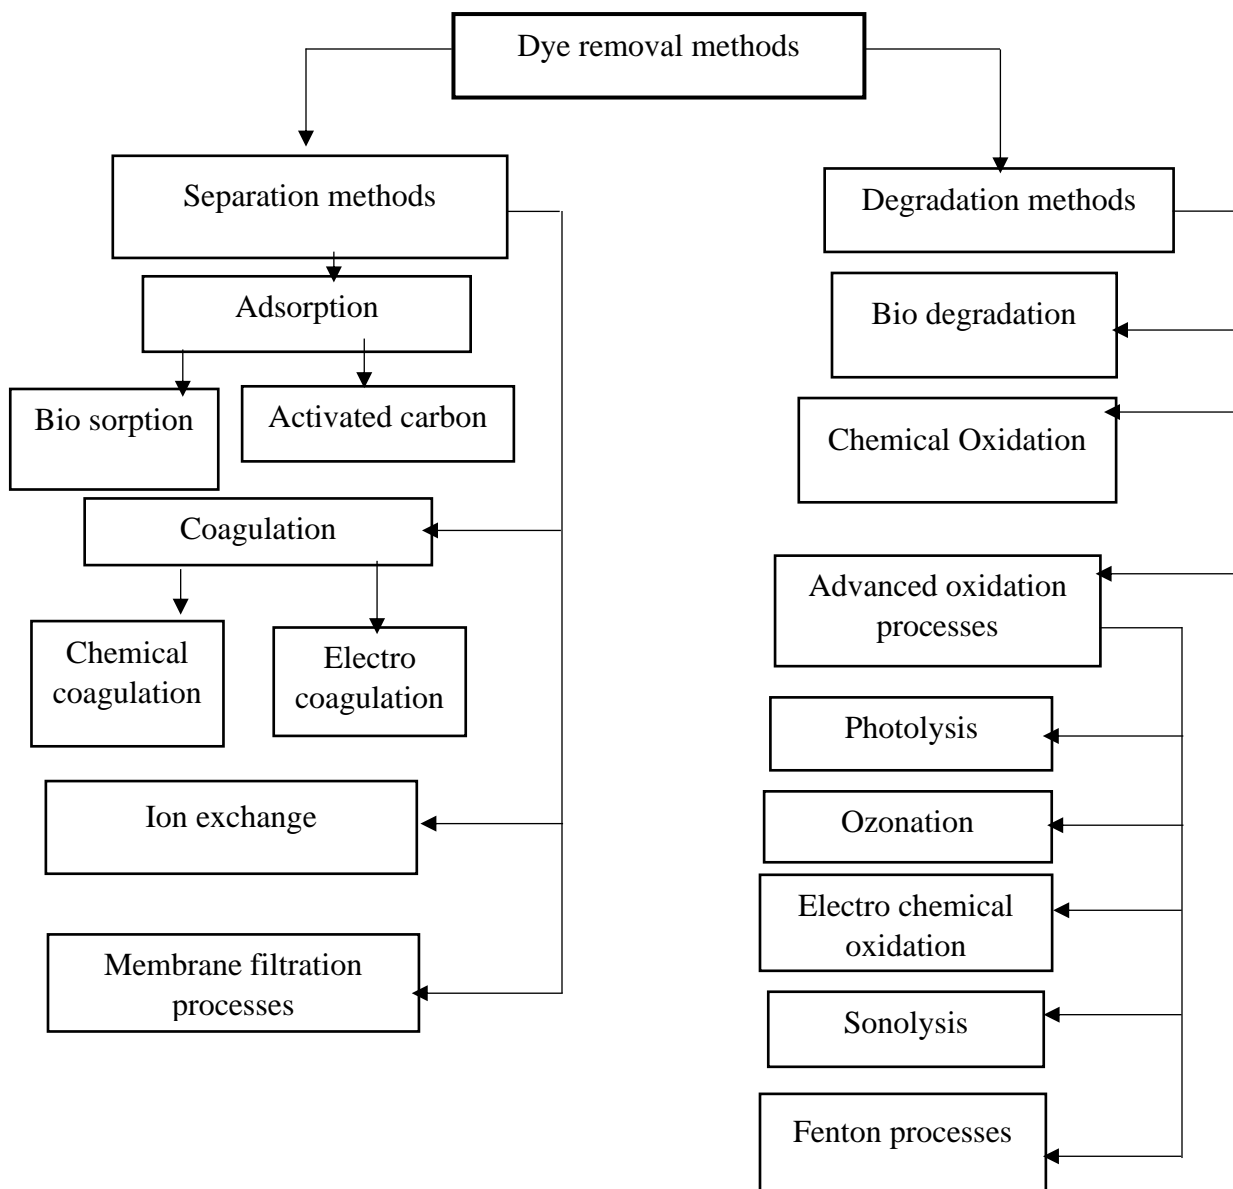 Dye removal methods
Separation methods
Adsorption
Bio sorption
Activated carbon
Coagulation
Chemical
coagulation
Electro
coagulation
Ion exchange
Membrane filtration
processes
Degradation methods
Bio degradation
Chemical Oxidation
Advanced oxidation
processes
Photolysis
Ozonation
Electro chemical
oxidation
Sonolysis
Fenton processes